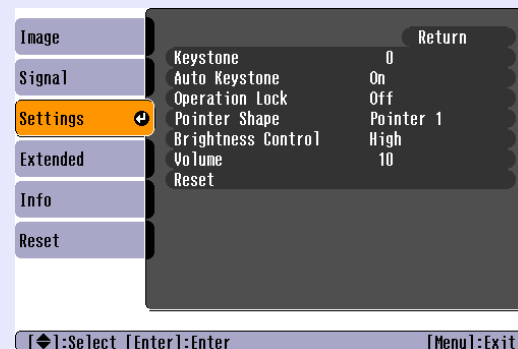 Image
Signal
Settings
Extended
Info
Reset
Return
Keystone 0
Auto Keystone On
Operation Lock Off
Pointer Shape Pointer 1
Brightness Control High
Volume 10
Reset
[◆]:Select [Enter]:Enter [Menu]:Exit